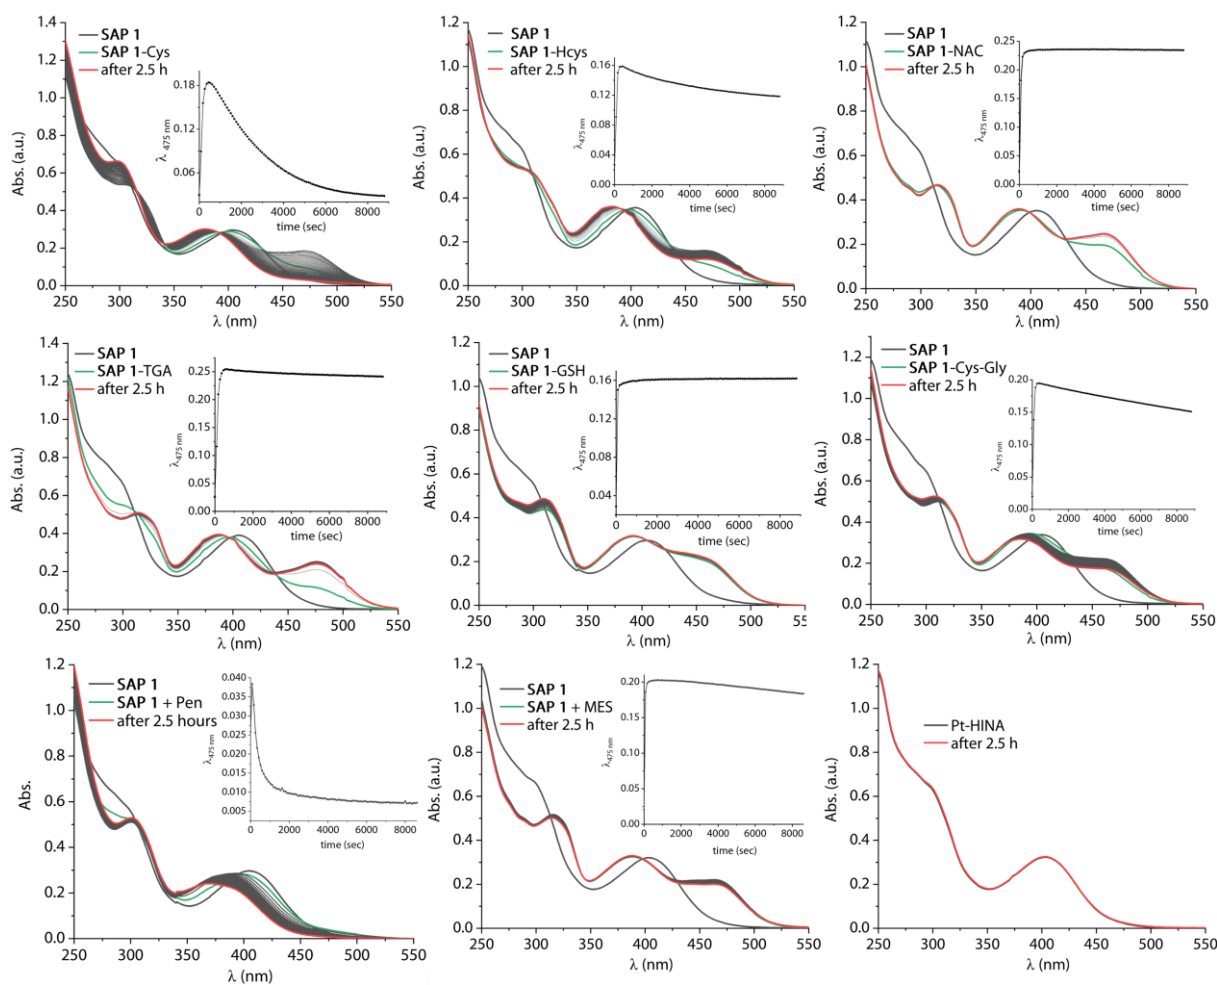 SAP 1
SAP 1-Cys
after 2.5 h
Abs. (a.u.)
1.4
1.2
1.0
0.8
0.6
0.4
0.2
0.0
250 300 350 400 450 500 550
λ (nm)
λ 475 nm
0.18
0.12
0.06
0 2000 4000 6000 8000
time (sec)
SAP 1
SAP 1-Hcys
after 2.5 h
Abs. (a.u.)
1.2
1.0
0.8
0.6
0.4
0.2
0.0
250 300 350 400 450 500 550
λ (nm)
λ475 nm
0.16
0.12
0.08
0.04
0.00
0 2000 4000 6000 8000
time (sec)
SAP 1
SAP 1-NAC
after 2.5 h
Abs. (a.u.)
1.2
1.0
0.8
0.6
0.4
0.2
0.0
250 300 350 400 450 500 550
λ (nm)
λ475 nm
0.25
0.20
0.15
0.10
0.05
0.00
0 2000 4000 6000 8000
time (sec)
SAP 1
SAP 1-TGA
after 2.5 h
Abs. (a.u.)
1.4
1.2
1.0
0.8
0.6
0.4
0.2
0.0
250 300 350 400 450 500 550
λ (nm)
λ475 nm
0.25
0.20
0.15
0.10
0.05
0.00
0 2000 4000 6000 8000
time (sec)
SAP 1
SAP 1-GSH
after 2.5 h
Abs. (a.u.)
1.2
1.0
0.8
0.6
0.4
0.2
0.0
250 300 350 400 450 500 550
λ (nm)
λ475 nm
0.16
0.12
0.08
0.04
0 2000 4000 6000 8000
time (sec)
SAP 1
SAP 1-Cys-Gly
after 2.5 h
Abs. (a.u.)
1.2
1.0
0.8
0.6
0.4
0.2
0.0
250 300 350 400 450 500 550
λ (nm)
λ475 nm
0.20
0.15
0.10
0.05
0.00
0 2000 4000 6000 8000
time (sec)
SAP 1
SAP 1 + Pen
after 2.5 hours
Abs.
1.2
1.0
0.8
0.6
0.4
0.2
0.0
250 300 350 400 450 500 550
λ (nm)
λ475 nm
0.040
0.035
0.030
0.025
0.020
0.015
0.010
0.005
0 2000 4000 6000 8000
time (sec)
SAP 1
SAP 1 + MES
after 2.5 h
Abs. (a.u.)
1.2
1.0
0.8
0.6
0.4
0.2
0.0
250 300 350 400 450 500 550
λ (nm)
λ475 nm
0.20
0.15
0.10
0.05
0.00
0 2000 4000 6000 8000
time (sec)
Pt-HINA
after 2.5 h
Abs. (a.u.)
1.2
1.0
0.8
0.6
0.4
0.2
0.0
250 300 350 400 450 500 550
λ (nm)